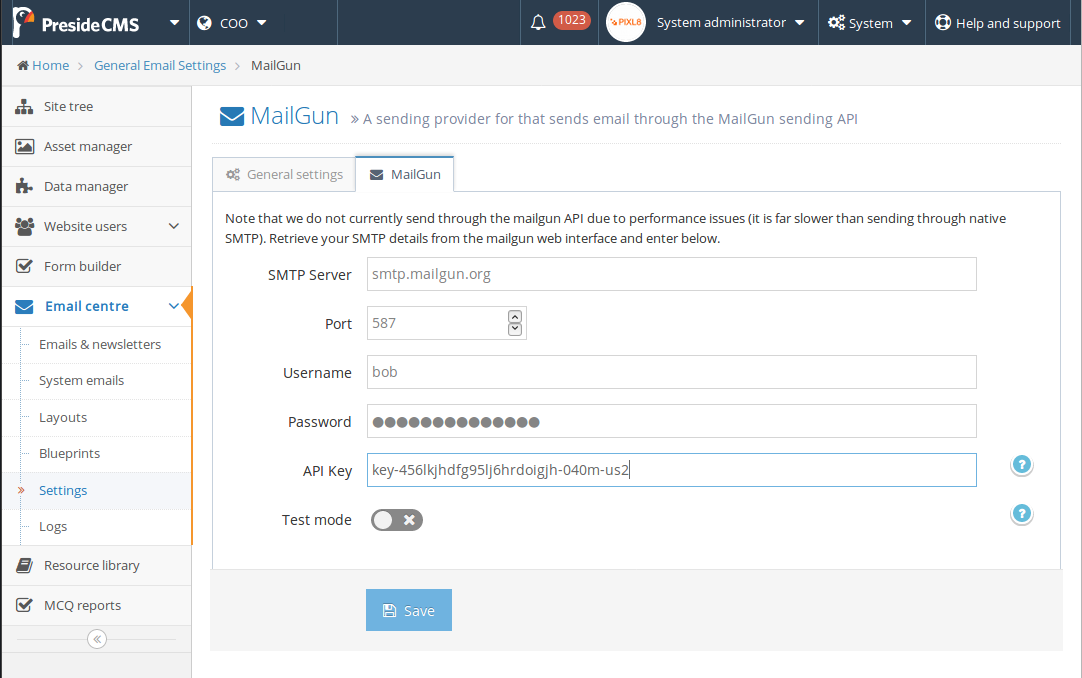 PresideCMS
COO
1023
PIXL8
System administrator
System
Help and support
Home
General Email Settings
MailGun
Site tree
Asset manager
Data manager
Website users
Form builder
Email centre
Emails & newsletters
System emails
Layouts
Blueprints
Settings
Logs
Resource library
MCQ reports
MailGun » A sending provider for that sends email through the MailGun sending API
General settings
MailGun
Note that we do not currently send through the mailgun API due to performance issues (it is far slower than sending through native
SMTP). Retrieve your SMTP details from the mailgun web interface and enter below.
SMTP Server
smtp.mailgun.org
Port
587
Username
bob
Password
●●●●●●●●●●●●●●
API Key
key-456lkjhdfg95lj6hrdoigjh-040m-us2
?
Test mode
?
Save